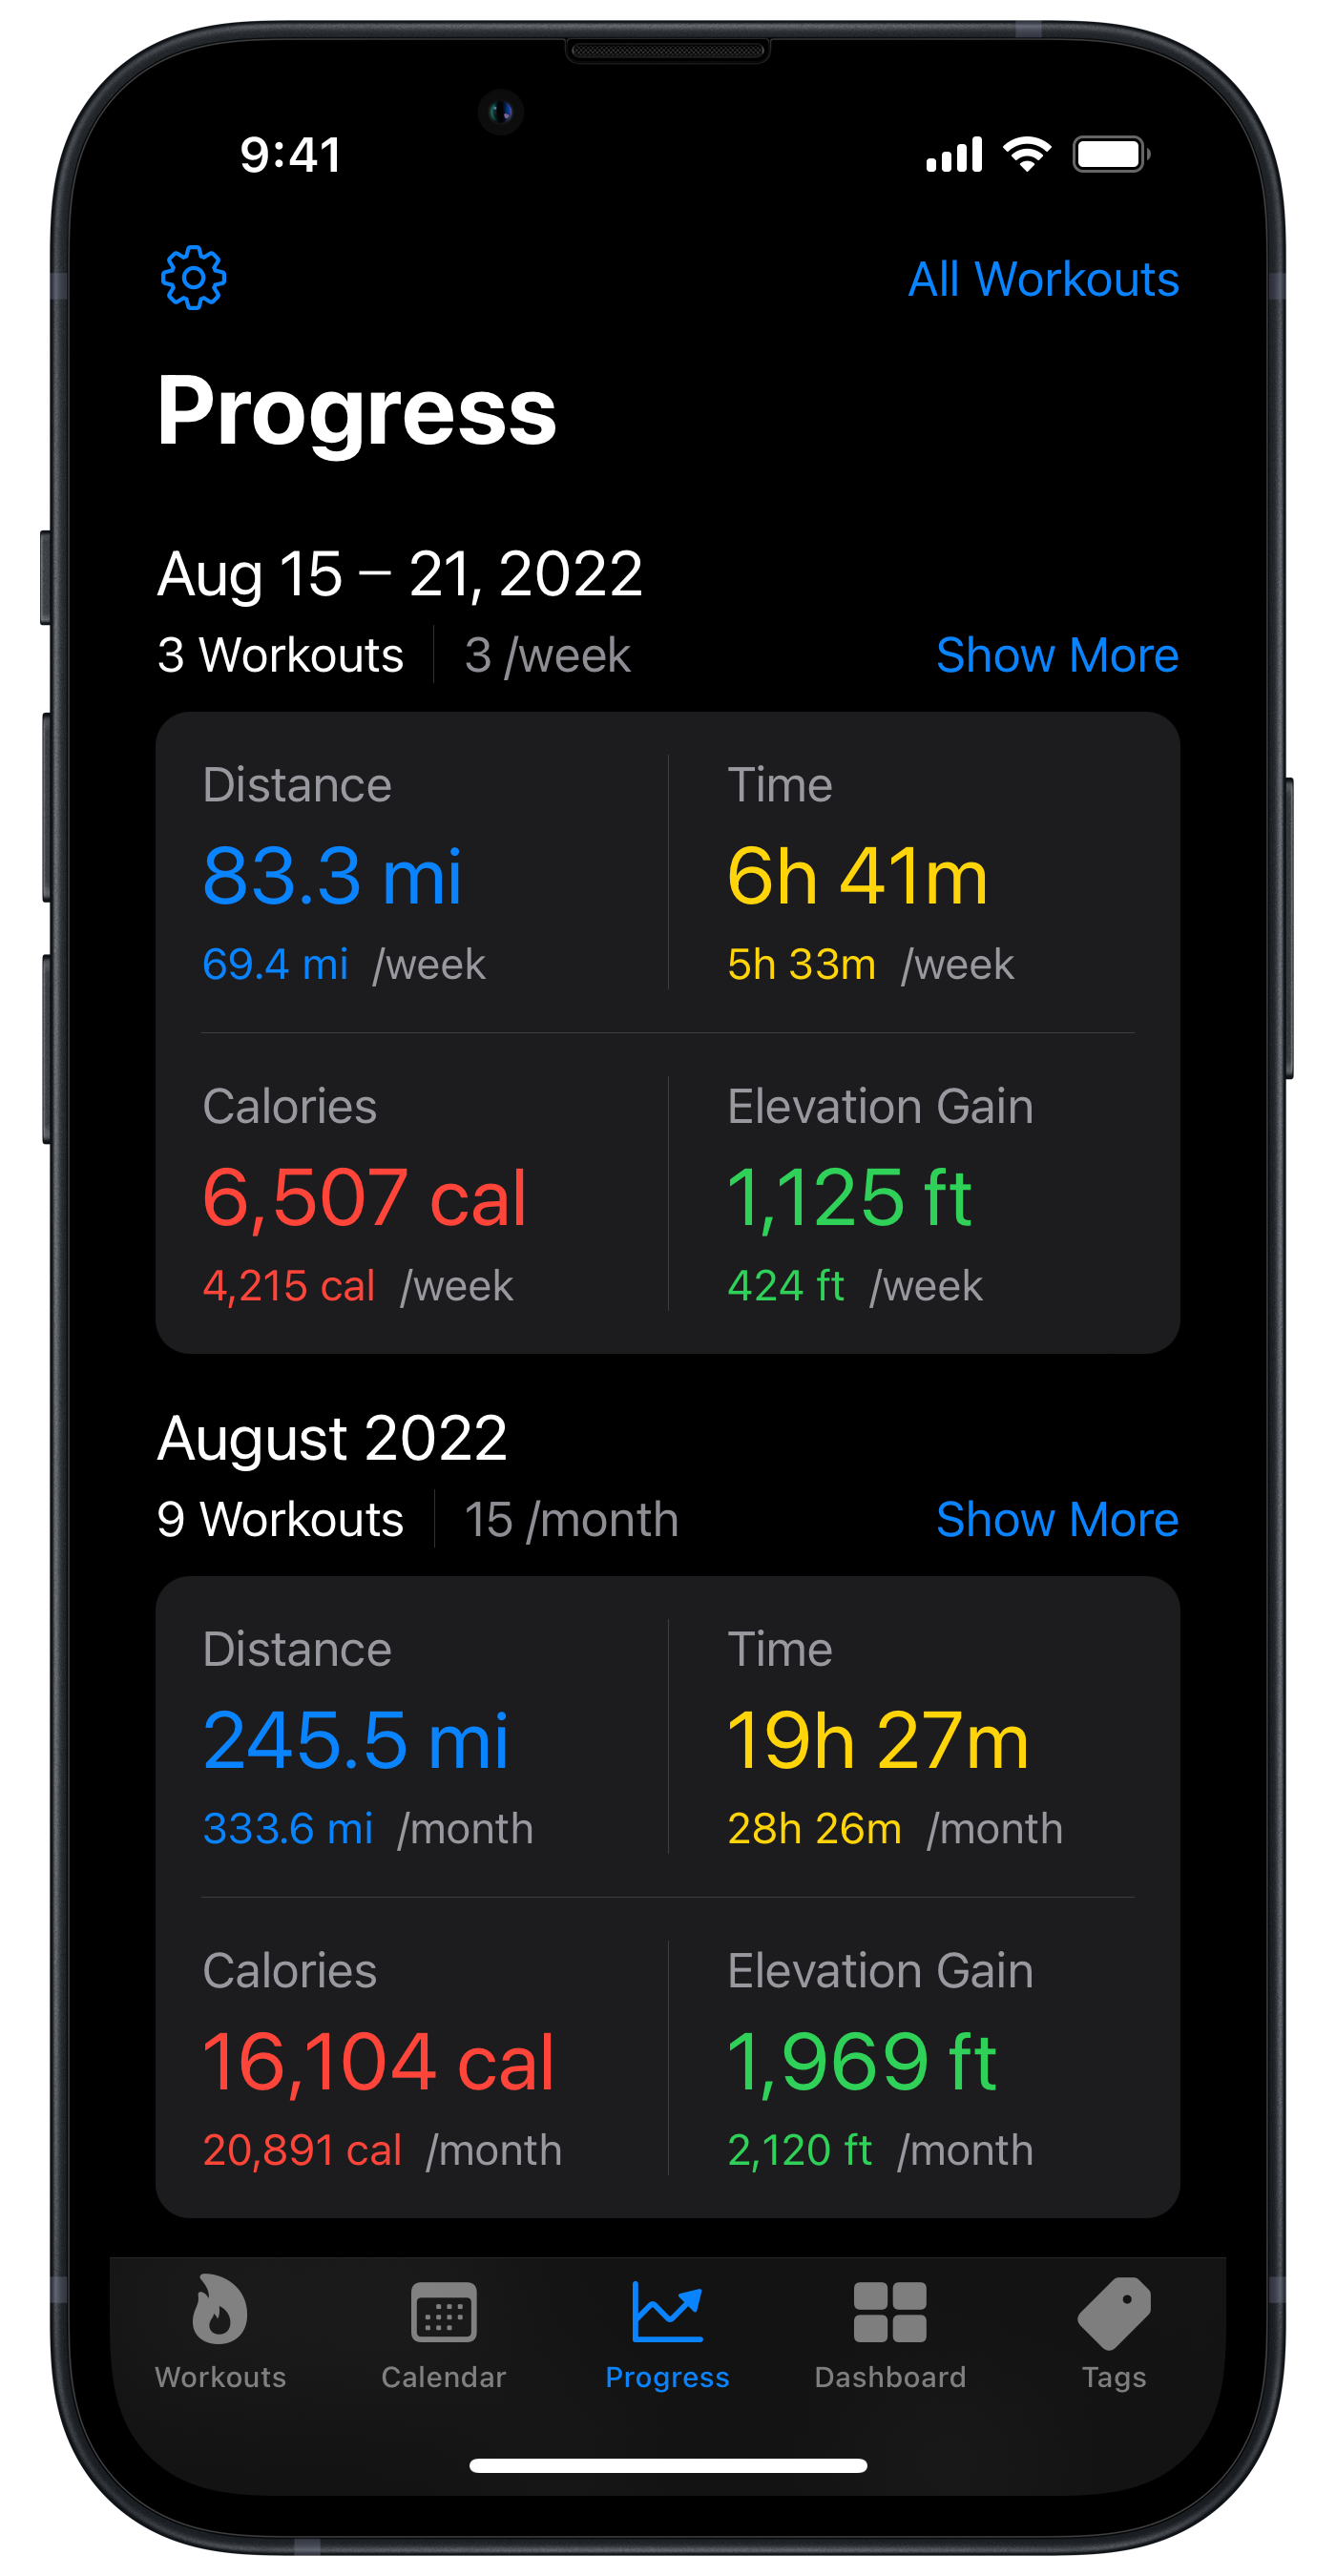 9:41
All Workouts
Progress
Aug 15 – 21, 2022
3 Workouts 3 /week Show More
Distance Time
83.3 mi 6h 41m
69.4 mi /week 5h 33m /week
Calories Elevation Gain
6,507 cal 1,125 ft
4,215 cal /week 424 ft /week
August 2022
9 Workouts 15 /month Show More
Distance Time
245.5 mi 19h 27m
333.6 mi /month 28h 26m /month
Calories Elevation Gain
16,104 cal 1,969 ft
20,891 cal /month 2,120 ft /month
Workouts Calendar Progress Dashboard Tags